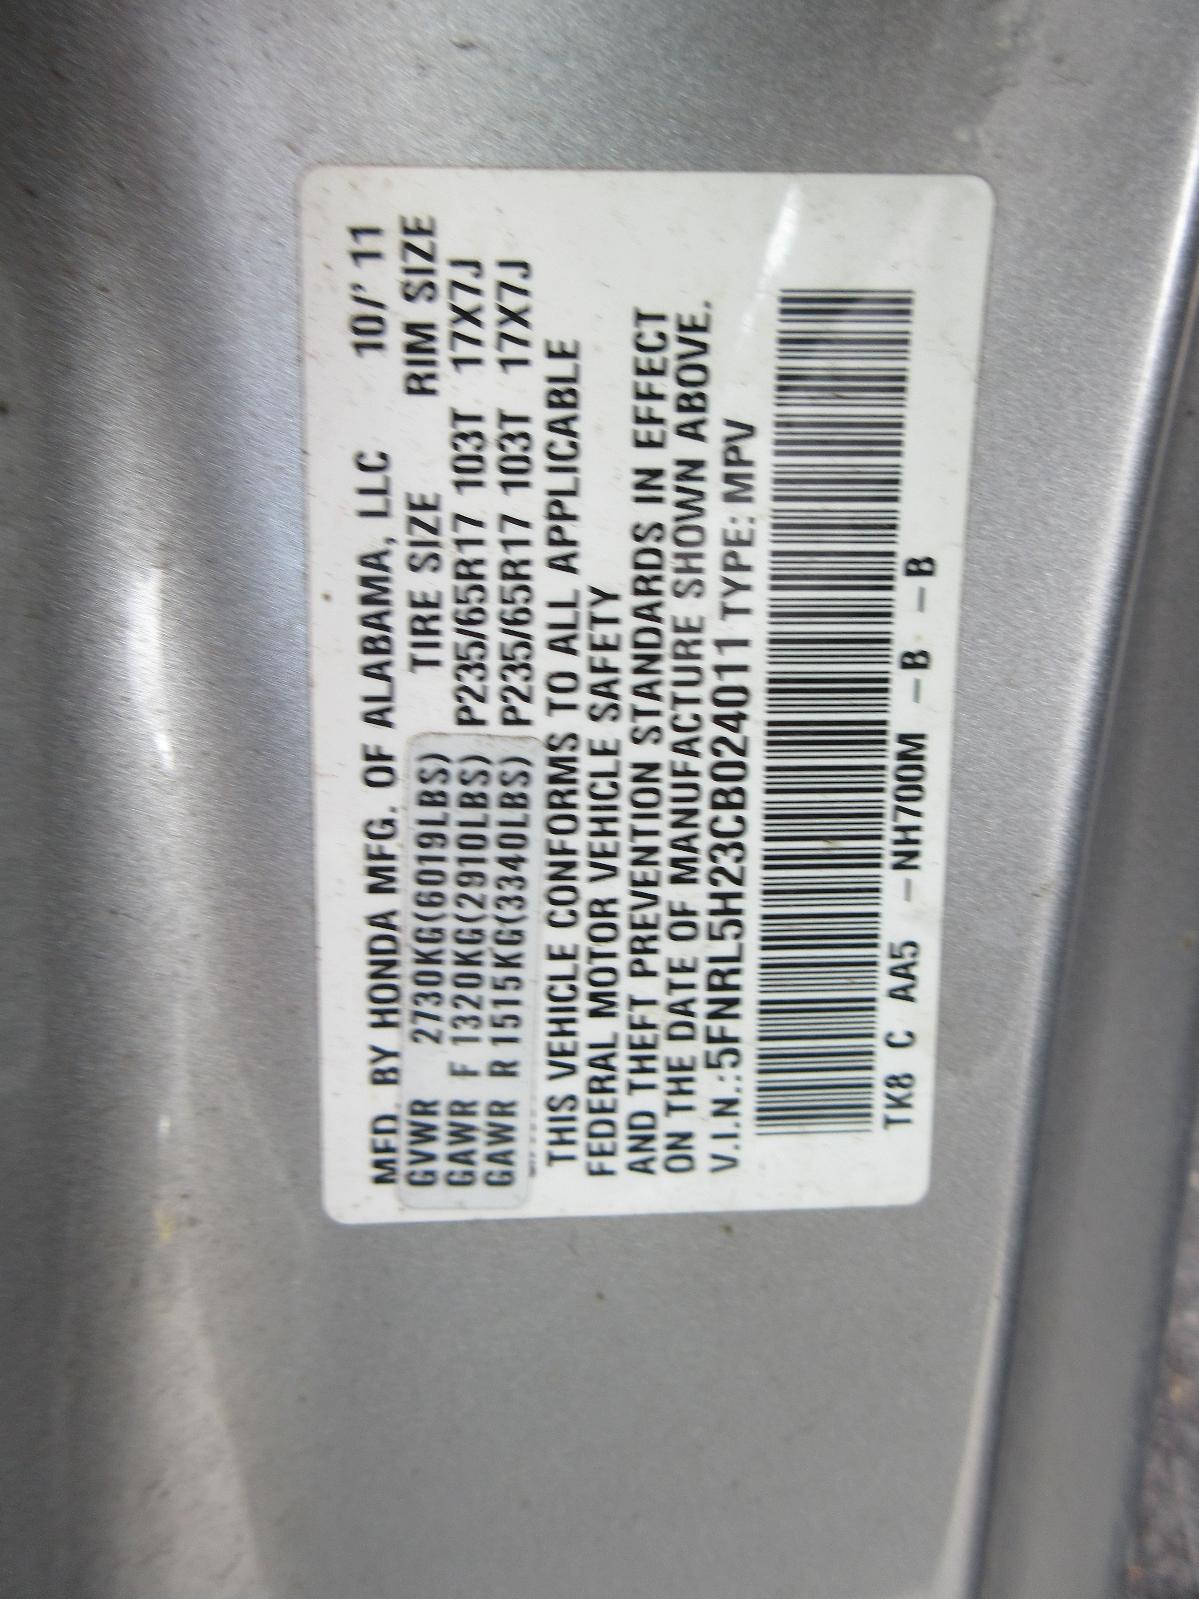 MFD. BY HONDA MFG. OF ALABAMA, LLC 10/'11
TIRE SIZE RIM SIZE
GVWR 2730KG(6019LBS)
GAWR F 1320KG(2910LBS) P235/65R17 103T 17X7J
GAWR R 1515KG(3340LBS) P235/65R17 103T 17X7J
THIS VEHICLE CONFORMS TO ALL APPLICABLE
FEDERAL MOTOR VEHICLE SAFETY
AND THEFT PREVENTION STANDARDS IN EFFECT
ON THE DATE OF MANUFACTURE SHOWN ABOVE.
V.I.N.:5FNRL5H23CB024011 TYPE: MPV
TK8 C AA5 -NH700M -B -B